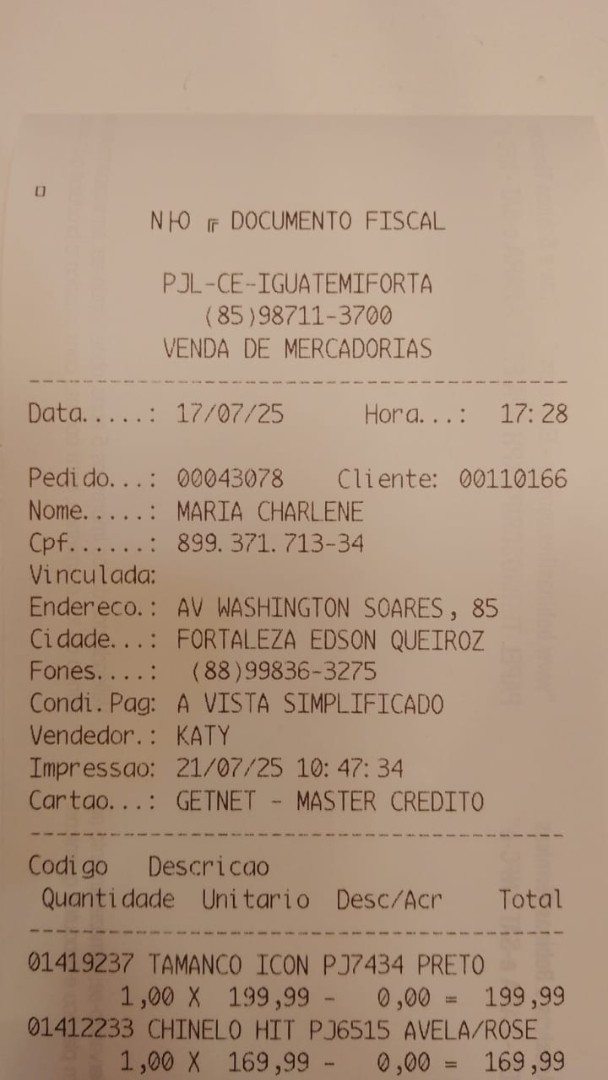 NÃO É DOCUMENTO FISCAL
PJL-CE-IGUATEMIFORTA
(85)98711-3700
VENDA DE MERCADORIAS
Data.....: 17/07/25 Hora...: 17:28
Pedido...: 00043078 Cliente: 00110166
Nome.....: MARIA CHARLENE
Cpf......: 899.371.713-34
Vinculada:
Endereco.: AV WASHINGTON SOARES, 85
Cidade...: FORTALEZA EDSON QUEIROZ
Fones....: (88)99836-3275
Condi.Pag: A VISTA SIMPLIFICADO
Vendedor.: KATY
Impressao: 21/07/25 10:47:34
Cartao...: GETNET - MASTER CREDITO
Codigo Descricao
Quantidade Unitario Desc/Acr Total
01419237 TAMANCO ICON PJ7434 PRETO
1,00 X 199,99 - 0,00 = 199,99
01412233 CHINELO HIT PJ6515 AVELA/ROSE
1,00 X 169,99 - 0,00 = 169,99